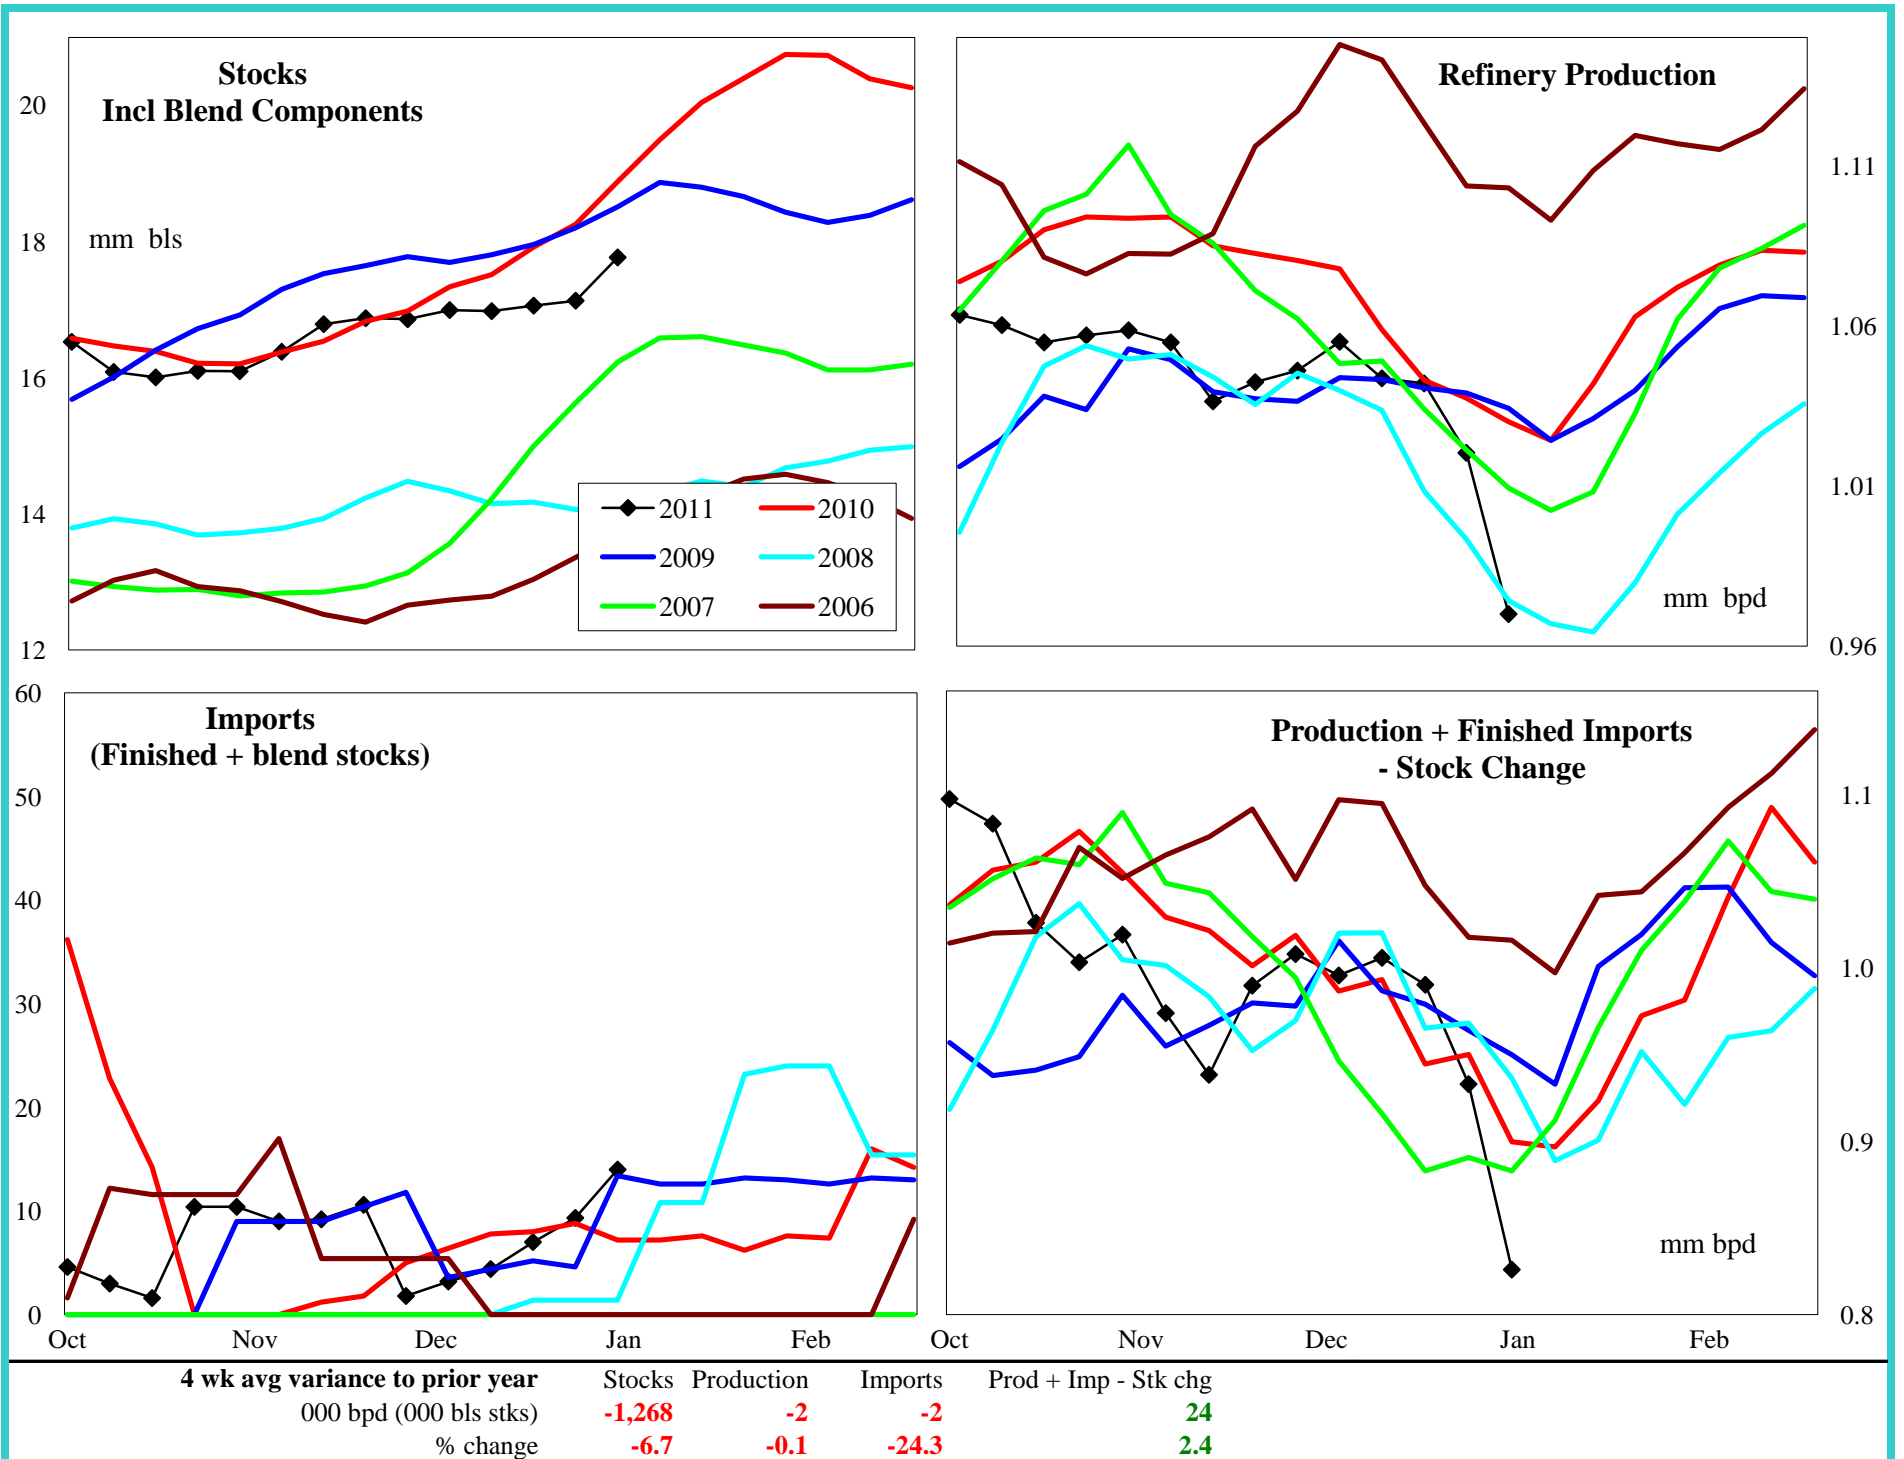 Stocks
Incl Blend Components
mm bls
20
18
16
14
12
2011
2010
2009
2008
2007
2006
Refinery Production
1.11
1.06
1.01
0.96
mm bpd
Imports
(Finished + blend stocks)
60
50
40
30
20
10
0
Oct Nov Dec Jan Feb
Production + Finished Imports
- Stock Change
1.1
1.0
0.9
0.8
mm bpd
Oct Nov Dec Jan Feb
4 wk avg variance to prior year Stocks Production Imports Prod + Imp - Stk chg
000 bpd (000 bls stks) -1,268 -2 -2 24
% change -6.7 -0.1 -24.3 2.4